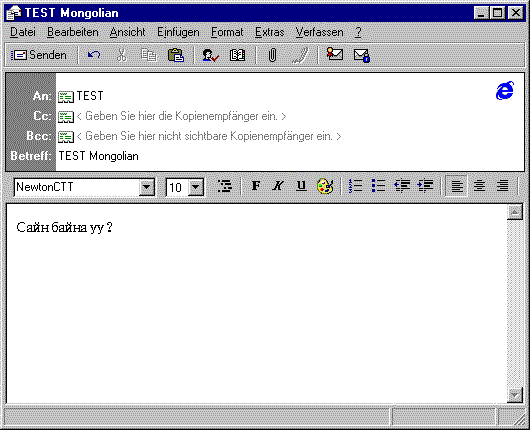 TEST Mongolian
Datei Bearbeiten Ansicht Einfügen Format Extras Verfassen ?
Senden
An: TEST
Cc: < Geben Sie hier die Kopienempfänger ein. >
Bcc: < Geben Sie hier nicht sichtbare Kopienempfänger ein. >
Betreff: TEST Mongolian
NewtonCTT 10 F K U
Сайн байна уу ?